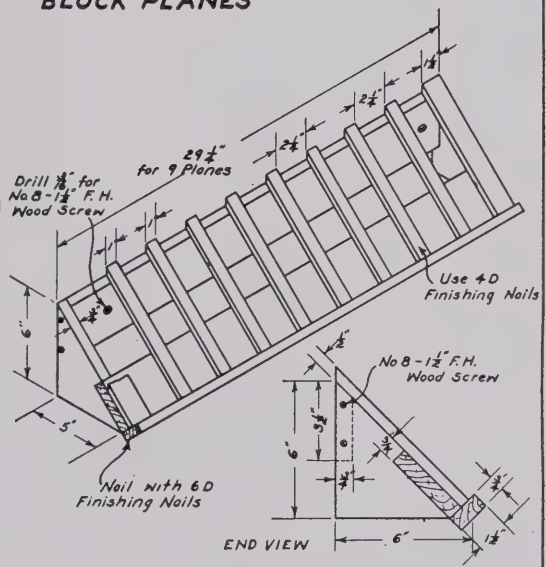 BLOCK PLANES
2 1/4"
2 1/4"
29 1/4"
for 9 Planes
Drill for
No.8-1 1/2" F.H.
Wood Screw
1"
1"
Use 4D
Finishing Nails
6"
5"
1/2"
No 8-1 1/2" F.H.
Wood Screw
3 1/2"
6"
3/4"
3/4"
3/4"
Nail with 6D
Finishing Nails
6"
1 1/2"
END VIEW